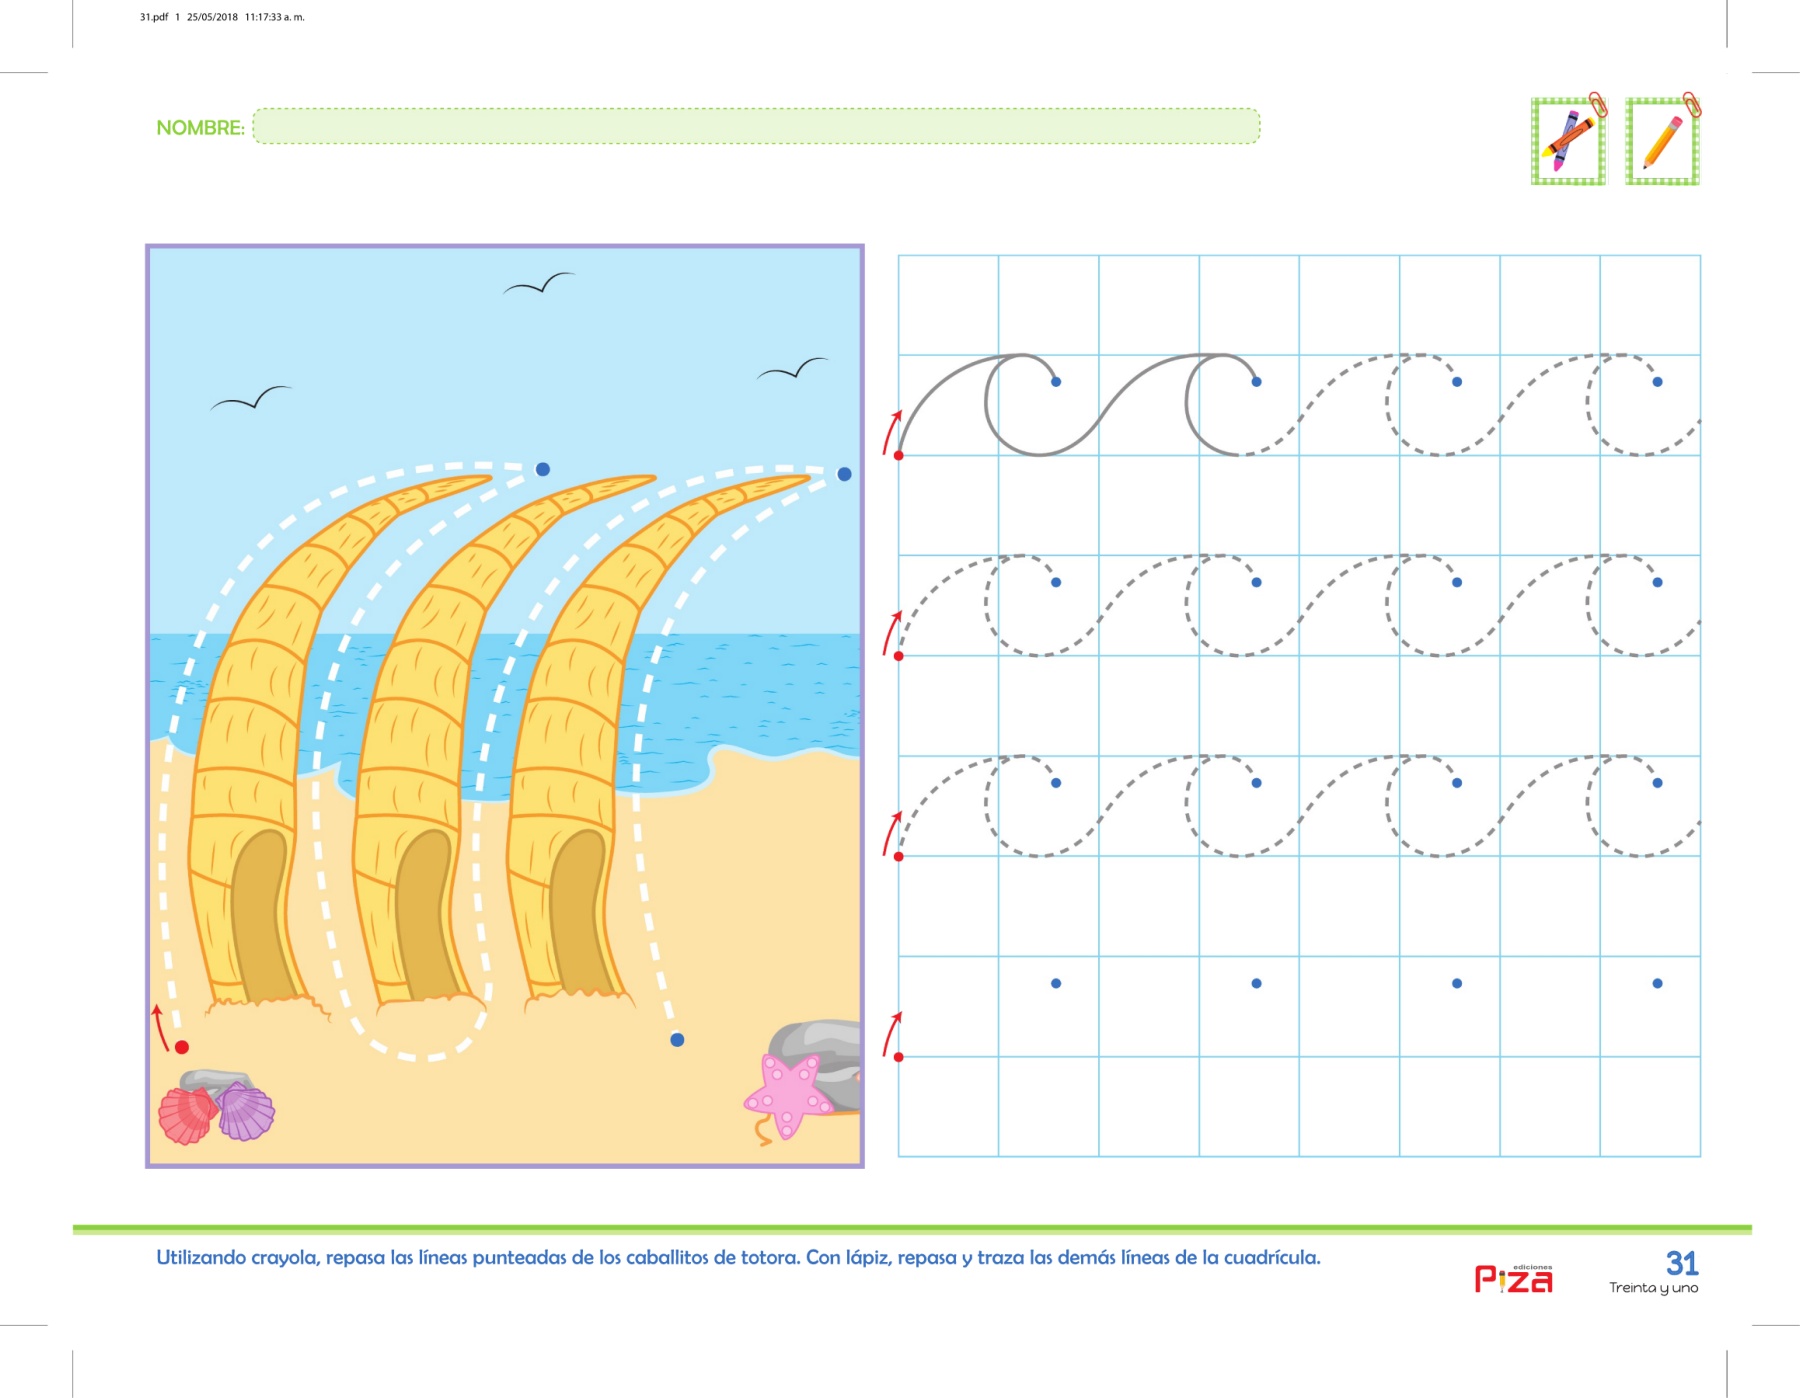 31.pdf 1 25/05/2018 11:17:33 a. m.
NOMBRE:
Utilizando crayola, repasa las líneas punteadas de los caballitos de totora. Con lápiz, repasa y traza las demás líneas de la cuadrícula.
ediciones
Piza
31
Treinta y uno